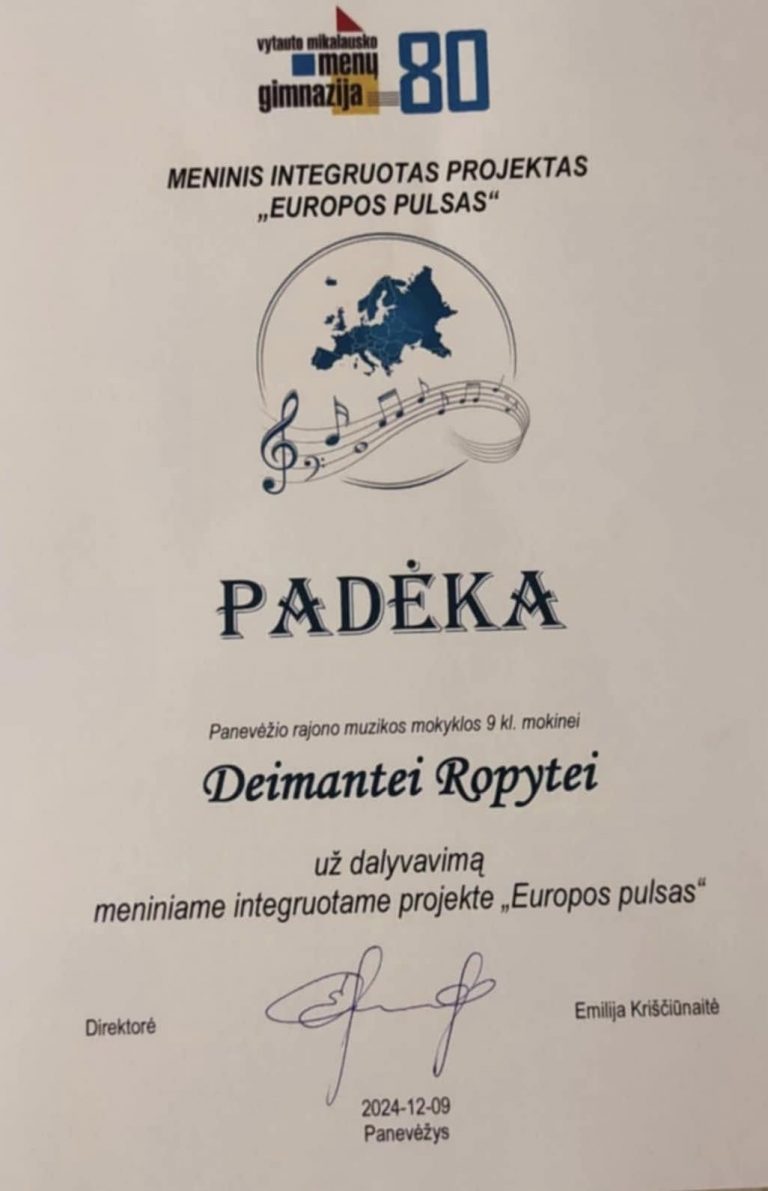 vytauto mikalausko
menų
gimnazija
80
MENINIS INTEGRUOTAS PROJEKTAS
„EUROPOS PULSAS“
PADĖKA
Panevėžio rajono muzikos mokyklos 9 kl. mokinei
Deimantei Ropytei
už dalyvavimą
meniniame integruotame projekte „Europos pulsas“
Direktorė
Emilija Kriščiūnaitė
2024-12-09
Panevėžys